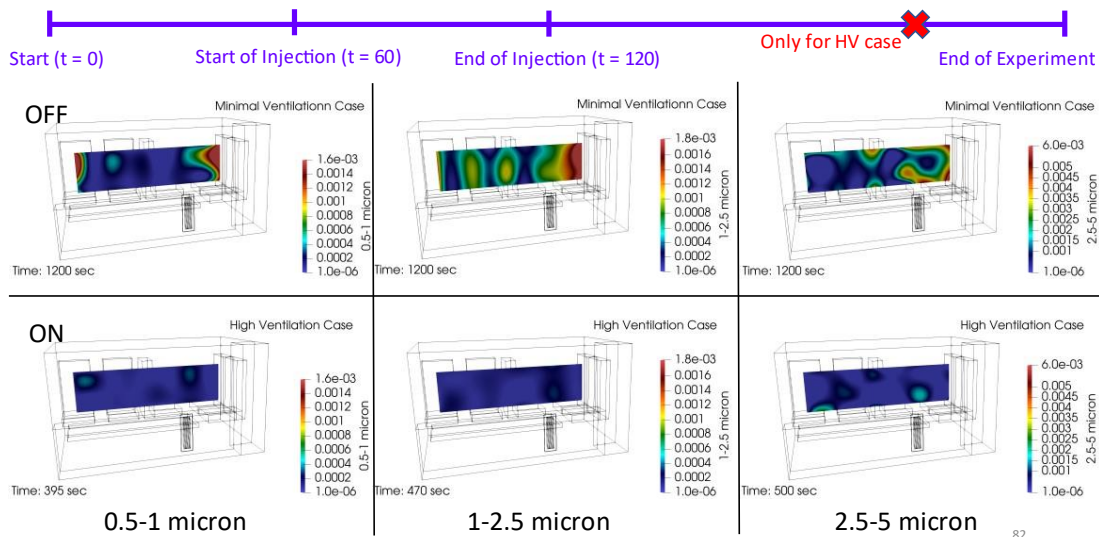 Only for HV case
Start (t = 0)
Start of Injection (t = 60)
End of Injection (t = 120)
End of Experiment
OFF
Minimal Ventilationn Case
1.6e-03
0.0014
0.0012
0.001
0.0008
0.0006
0.0004
0.0002
1.0e-06
0.5-1 micron
Time: 1200 sec
Minimal Ventilationn Case
1.8e-03
0.0016
0.0014
0.0012
0.001
0.0008
0.0006
0.0004
0.0002
1.0e-06
1-2.5 micron
Time: 1200 sec
Minimal Ventilationn Case
6.0e-03
0.005
0.0045
0.004
0.0035
0.003
0.0025
0.002
0.0015
0.001
1.0e-06
2.5-5 micron
Time: 1200 sec
ON
High Ventilation Case
1.6e-03
0.0014
0.0012
0.001
0.0008
0.0006
0.0004
0.0002
1.0e-06
0.5-1 micron
Time: 395 sec
High Ventilation Case
1.8e-03
0.0016
0.0014
0.0012
0.001
0.0008
0.0006
0.0004
0.0002
1.0e-06
1-2.5 micron
Time: 470 sec
High Ventilation Case
6.0e-03
0.005
0.0045
0.004
0.0035
0.003
0.0025
0.002
0.0015
0.001
1.0e-06
2.5-5 micron
Time: 500 sec
0.5-1 micron
1-2.5 micron
2.5-5 micron
82